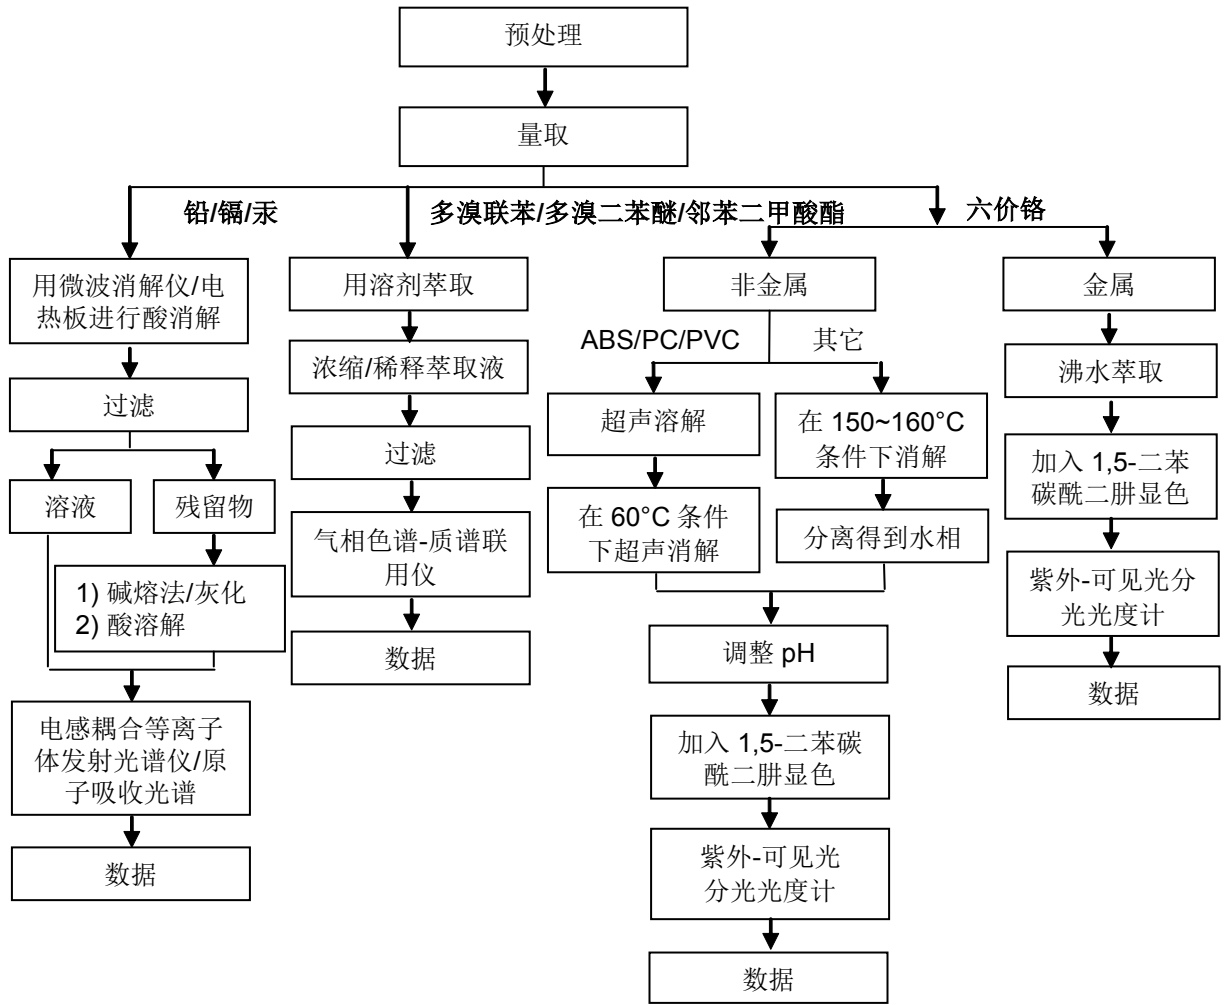 预处理
量取
铅/镉/汞
多溴联苯/多溴二苯醚/邻苯二甲酸酯
六价铬
用微波消解仪/电
热板进行酸消解
过滤
溶液
残留物
1) 碱熔法/灰化
2) 酸溶解
电感耦合等离子
体发射光谱仪/原
子吸收光谱
数据
用溶剂萃取
浓缩/稀释萃取液
过滤
气相色谱-质谱联
用仪
数据
非金属
ABS/PC/PVC
其它
超声溶解
在 60°C 条件
下超声消解
在 150~160°C
条件下消解
分离得到水相
调整 pH
加入 1,5-二苯碳
酰二肼显色
紫外-可见光
分光光度计
数据
金属
沸水萃取
加入 1,5-二苯
碳酰二肼显色
紫外-可见光分
光光度计
数据